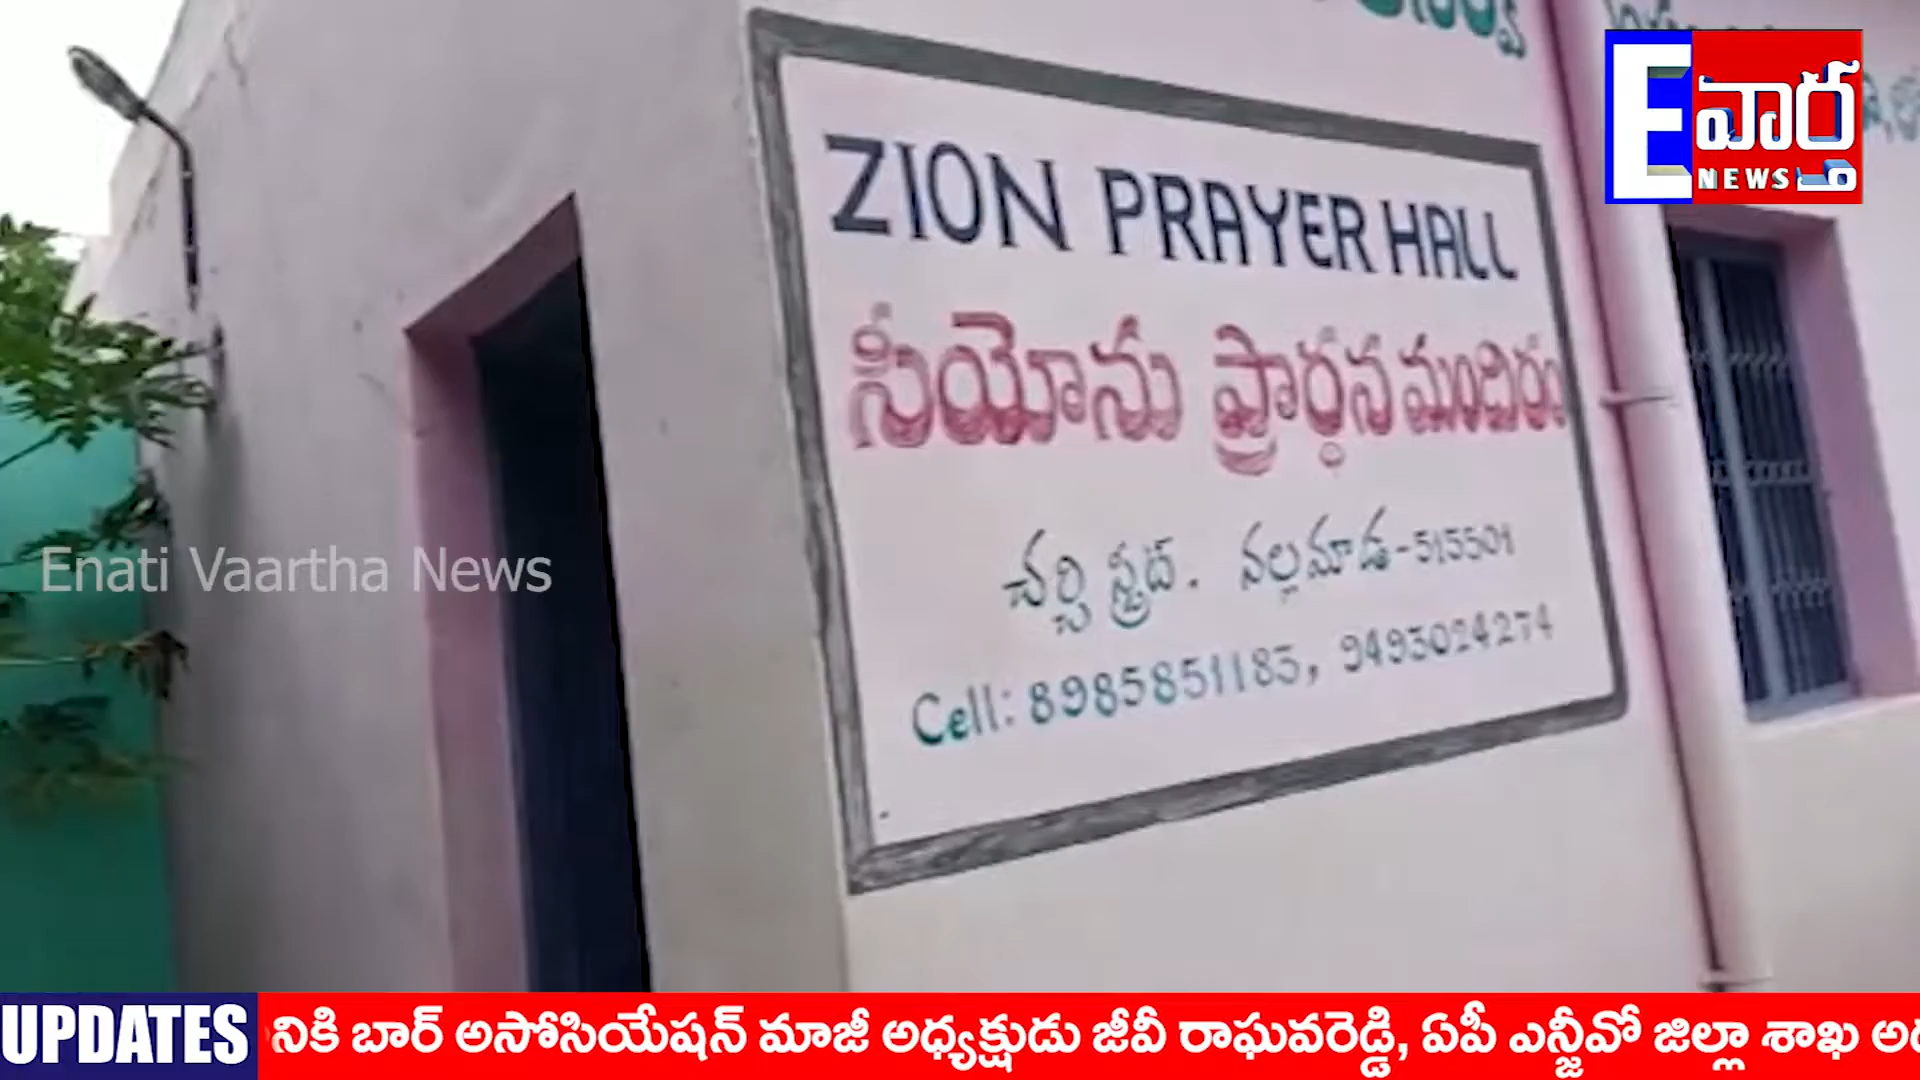 E వార్త
NEWS
ZION PRAYER HALL
సీయోను ప్రార్థన మందిరం
చర్చి స్ట్రీట్. నల్లమాడ-515501
Cell: 8985851183, 9493024274
Enati Vaartha News
UPDATES
నికి బార్ అసోసియేషన్ మాజీ అధ్యక్షుడు జీవీ రాఘవరెడ్డి, ఏపీ ఎన్జీవో జిల్లా శాఖ